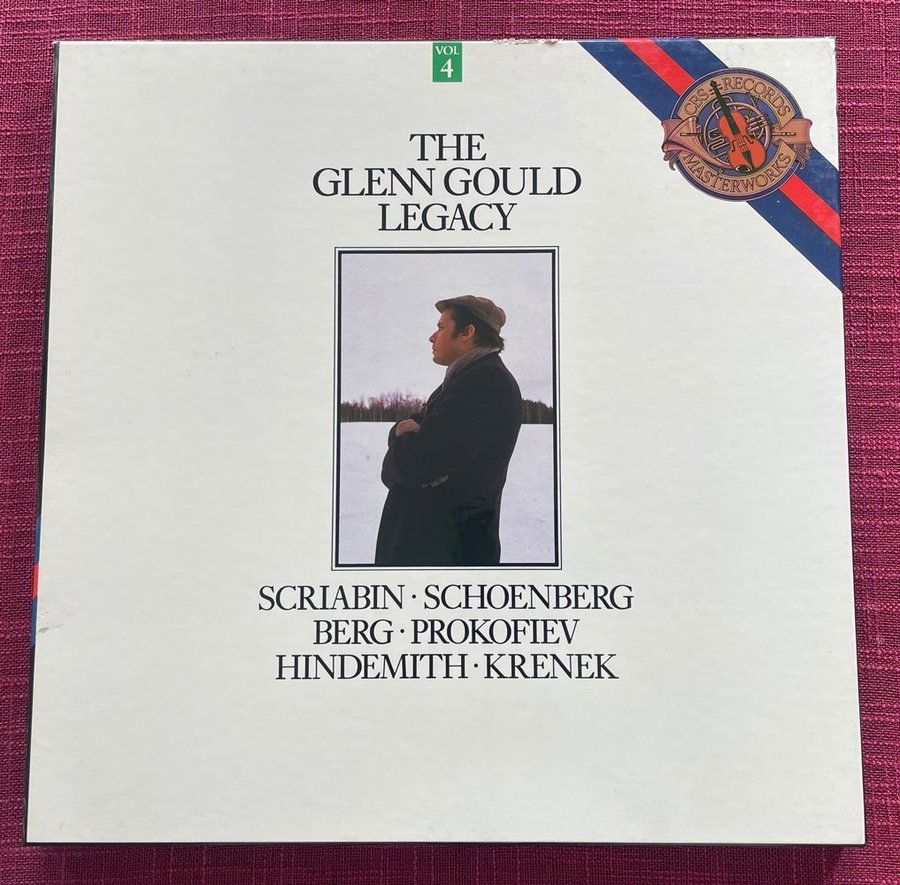 VOL
4
CBS · RECORDS
MASTERWORKS
THE
GLENN GOULD
LEGACY
SCRIABIN · SCHOENBERG
BERG · PROKOFIEV
HINDEMITH · KRENEK